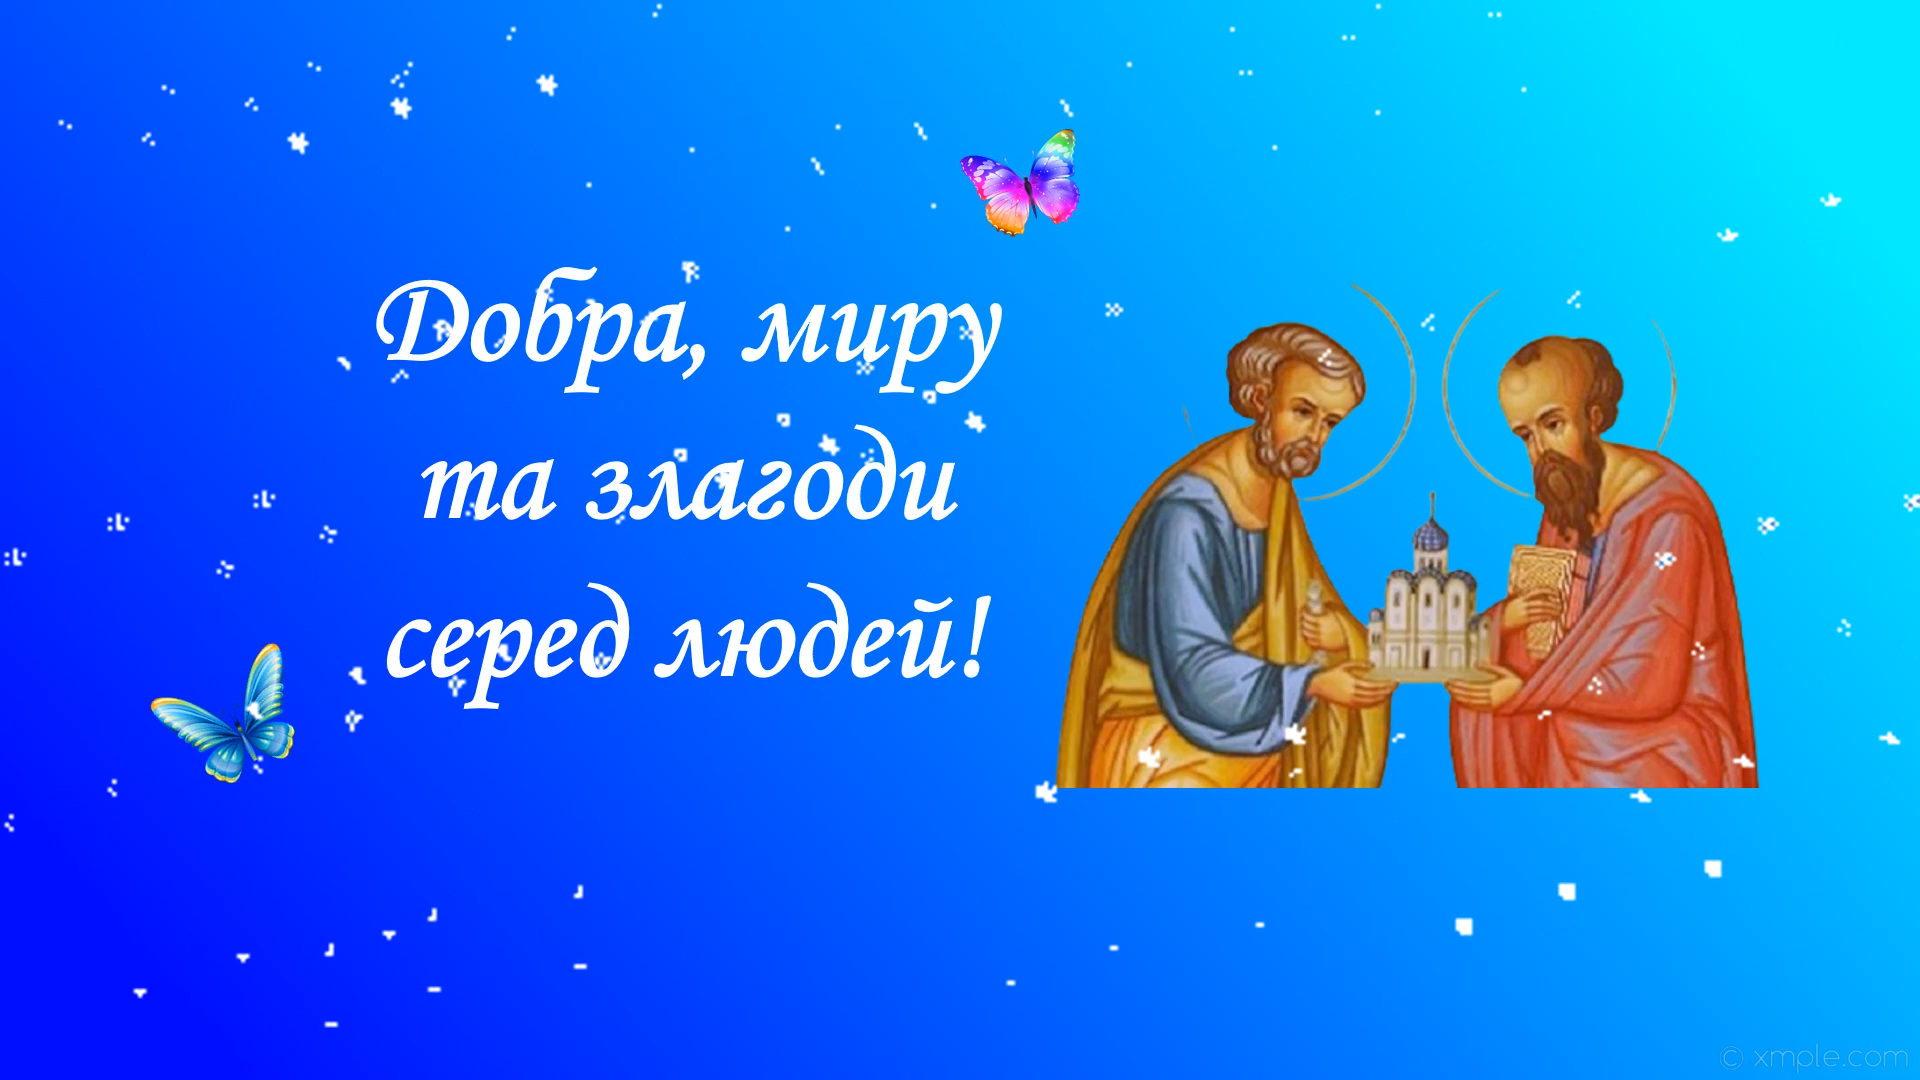 Добра, миру
та злагоди
серед людей!
© xmple.com